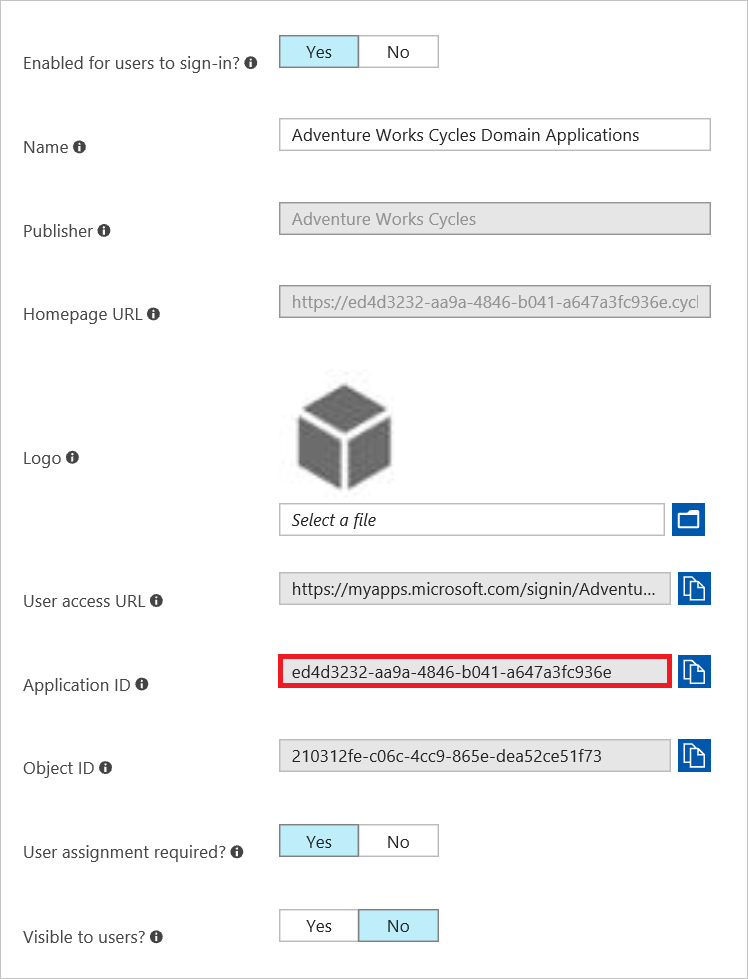 Enabled for users to sign-in?
Yes
No
Name
Adventure Works Cycles Domain Applications
Publisher
Adventure Works Cycles
Homepage URL
https://ed4d3232-aa9a-4846-b041-a647a3fc936e.cycl
Logo
Select a file
User access URL
https://myapps.microsoft.com/signin/Adventu...
Application ID
ed4d3232-aa9a-4846-b041-a647a3fc936e
Object ID
210312fe-c06c-4cc9-865e-dea52ce51f73
User assignment required?
Yes
No
Visible to users?
Yes
No